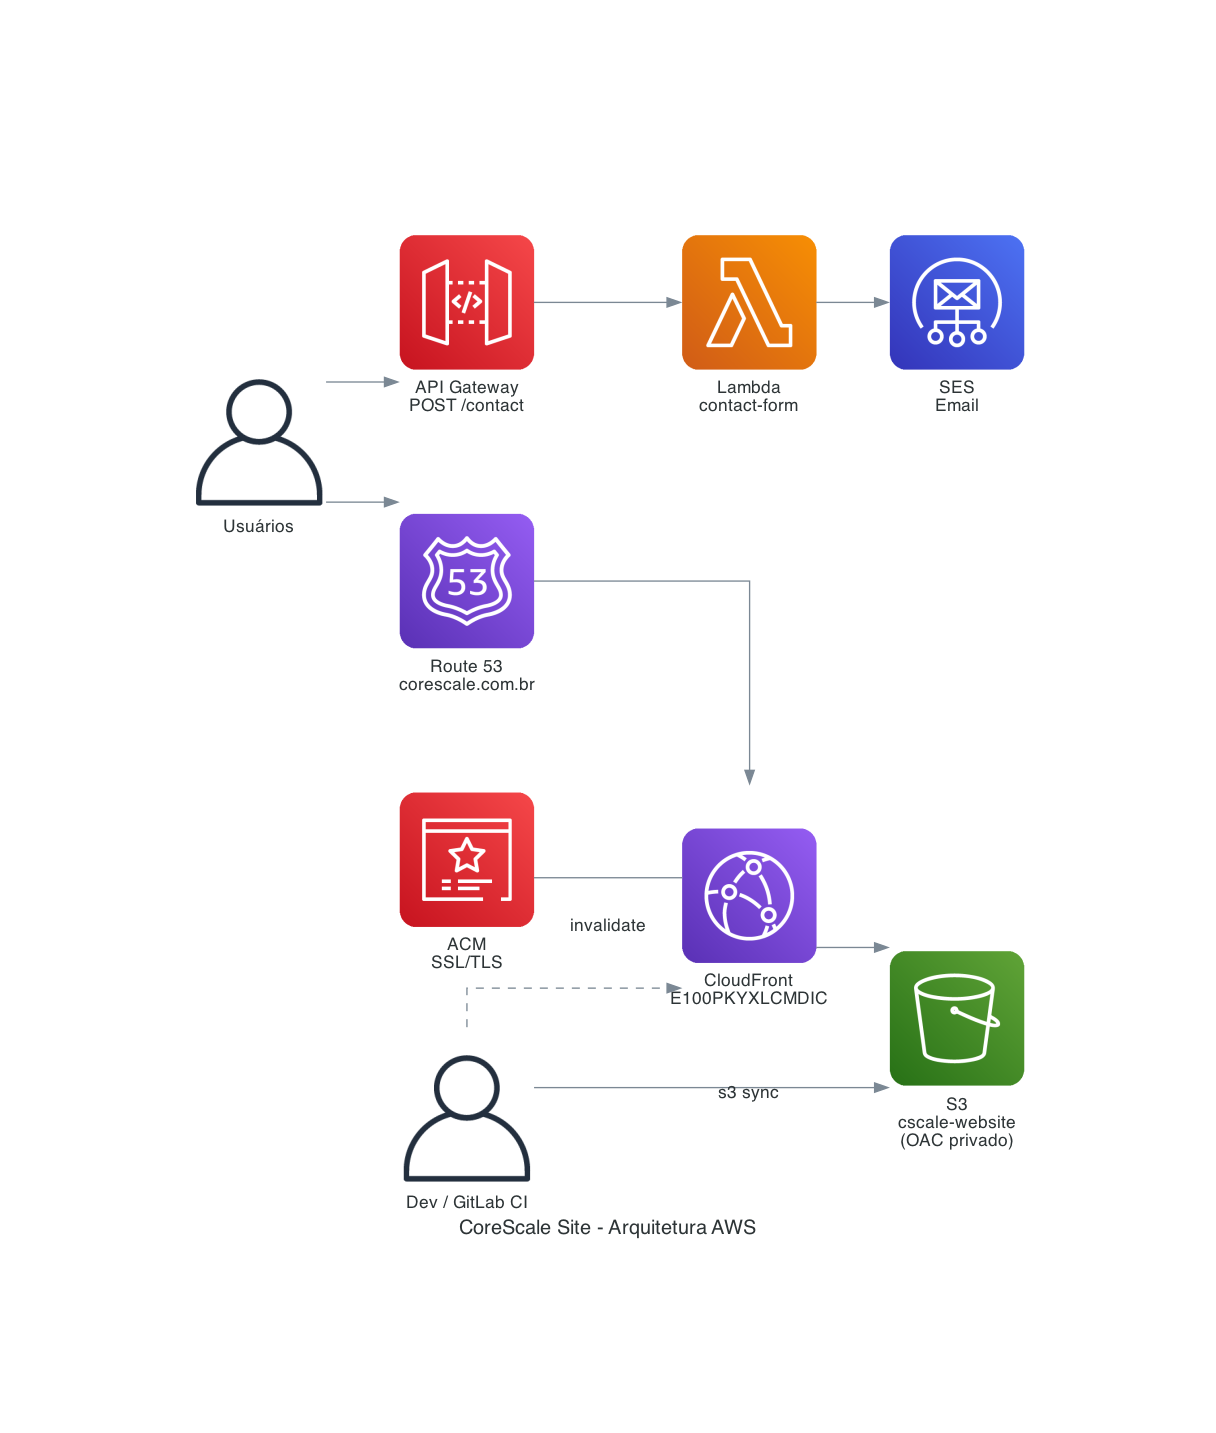 API Gateway
POST /contact
Lambda
contact-form
SES
Email
Usuários
53
Route 53
corescale.com.br
ACM
SSL/TLS
invalidate
CloudFront
E100PKYXLCMDIC
s3 sync
S3
cscale-website
(OAC privado)
Dev / GitLab CI
CoreScale Site - Arquitetura AWS